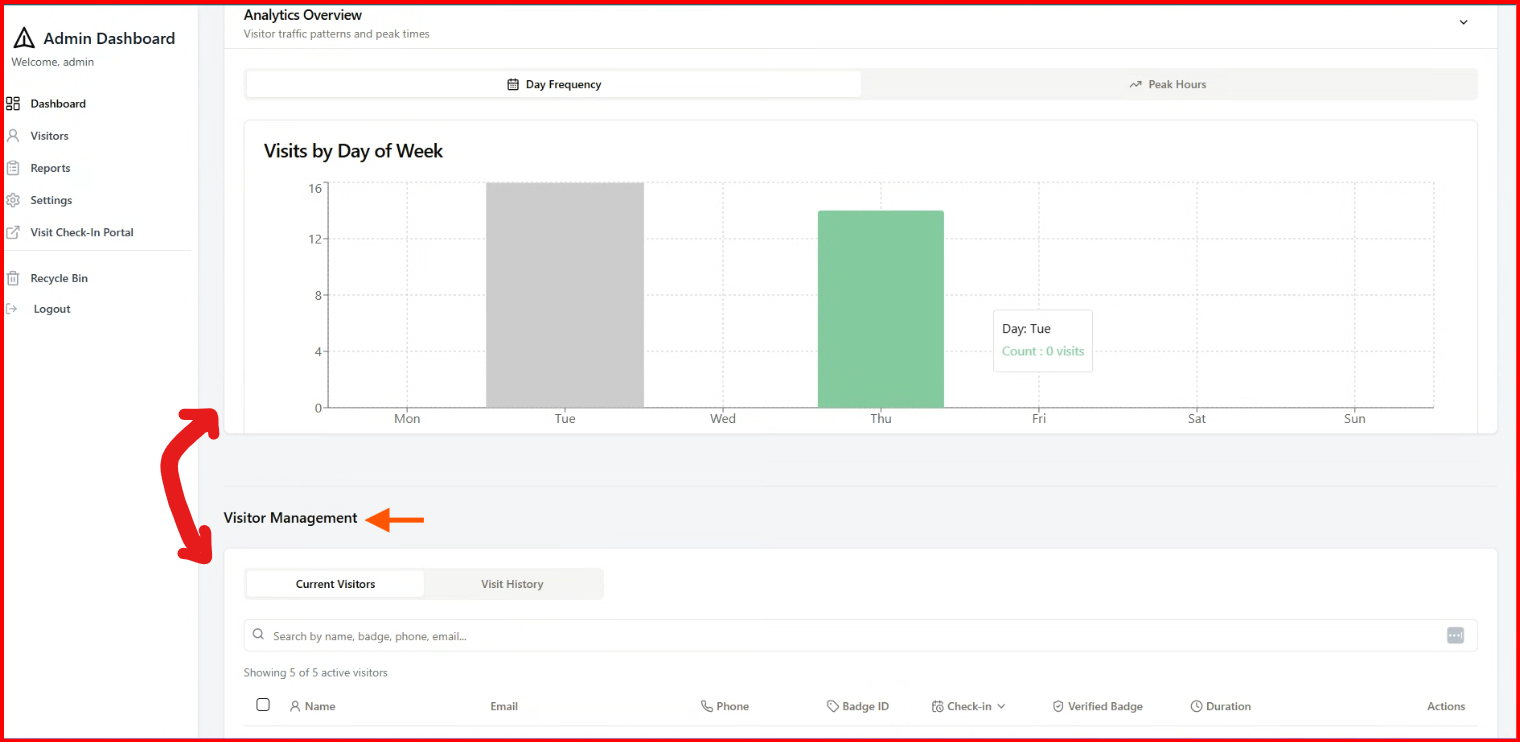 Admin Dashboard
Welcome, admin
Dashboard
Visitors
Reports
Settings
Visit Check-In Portal
Recycle Bin
Logout
Analytics Overview
Visitor traffic patterns and peak times
Day Frequency
Peak Hours
Visits by Day of Week
16
12
8
4
0
Mon Tue Wed Thu Fri Sat Sun
Day: Tue
Count : 0 visits
Visitor Management
Current Visitors
Visit History
Search by name, badge, phone, email...
Showing 5 of 5 active visitors
Name Email Phone Badge ID Check-in Verified Badge Duration Actions